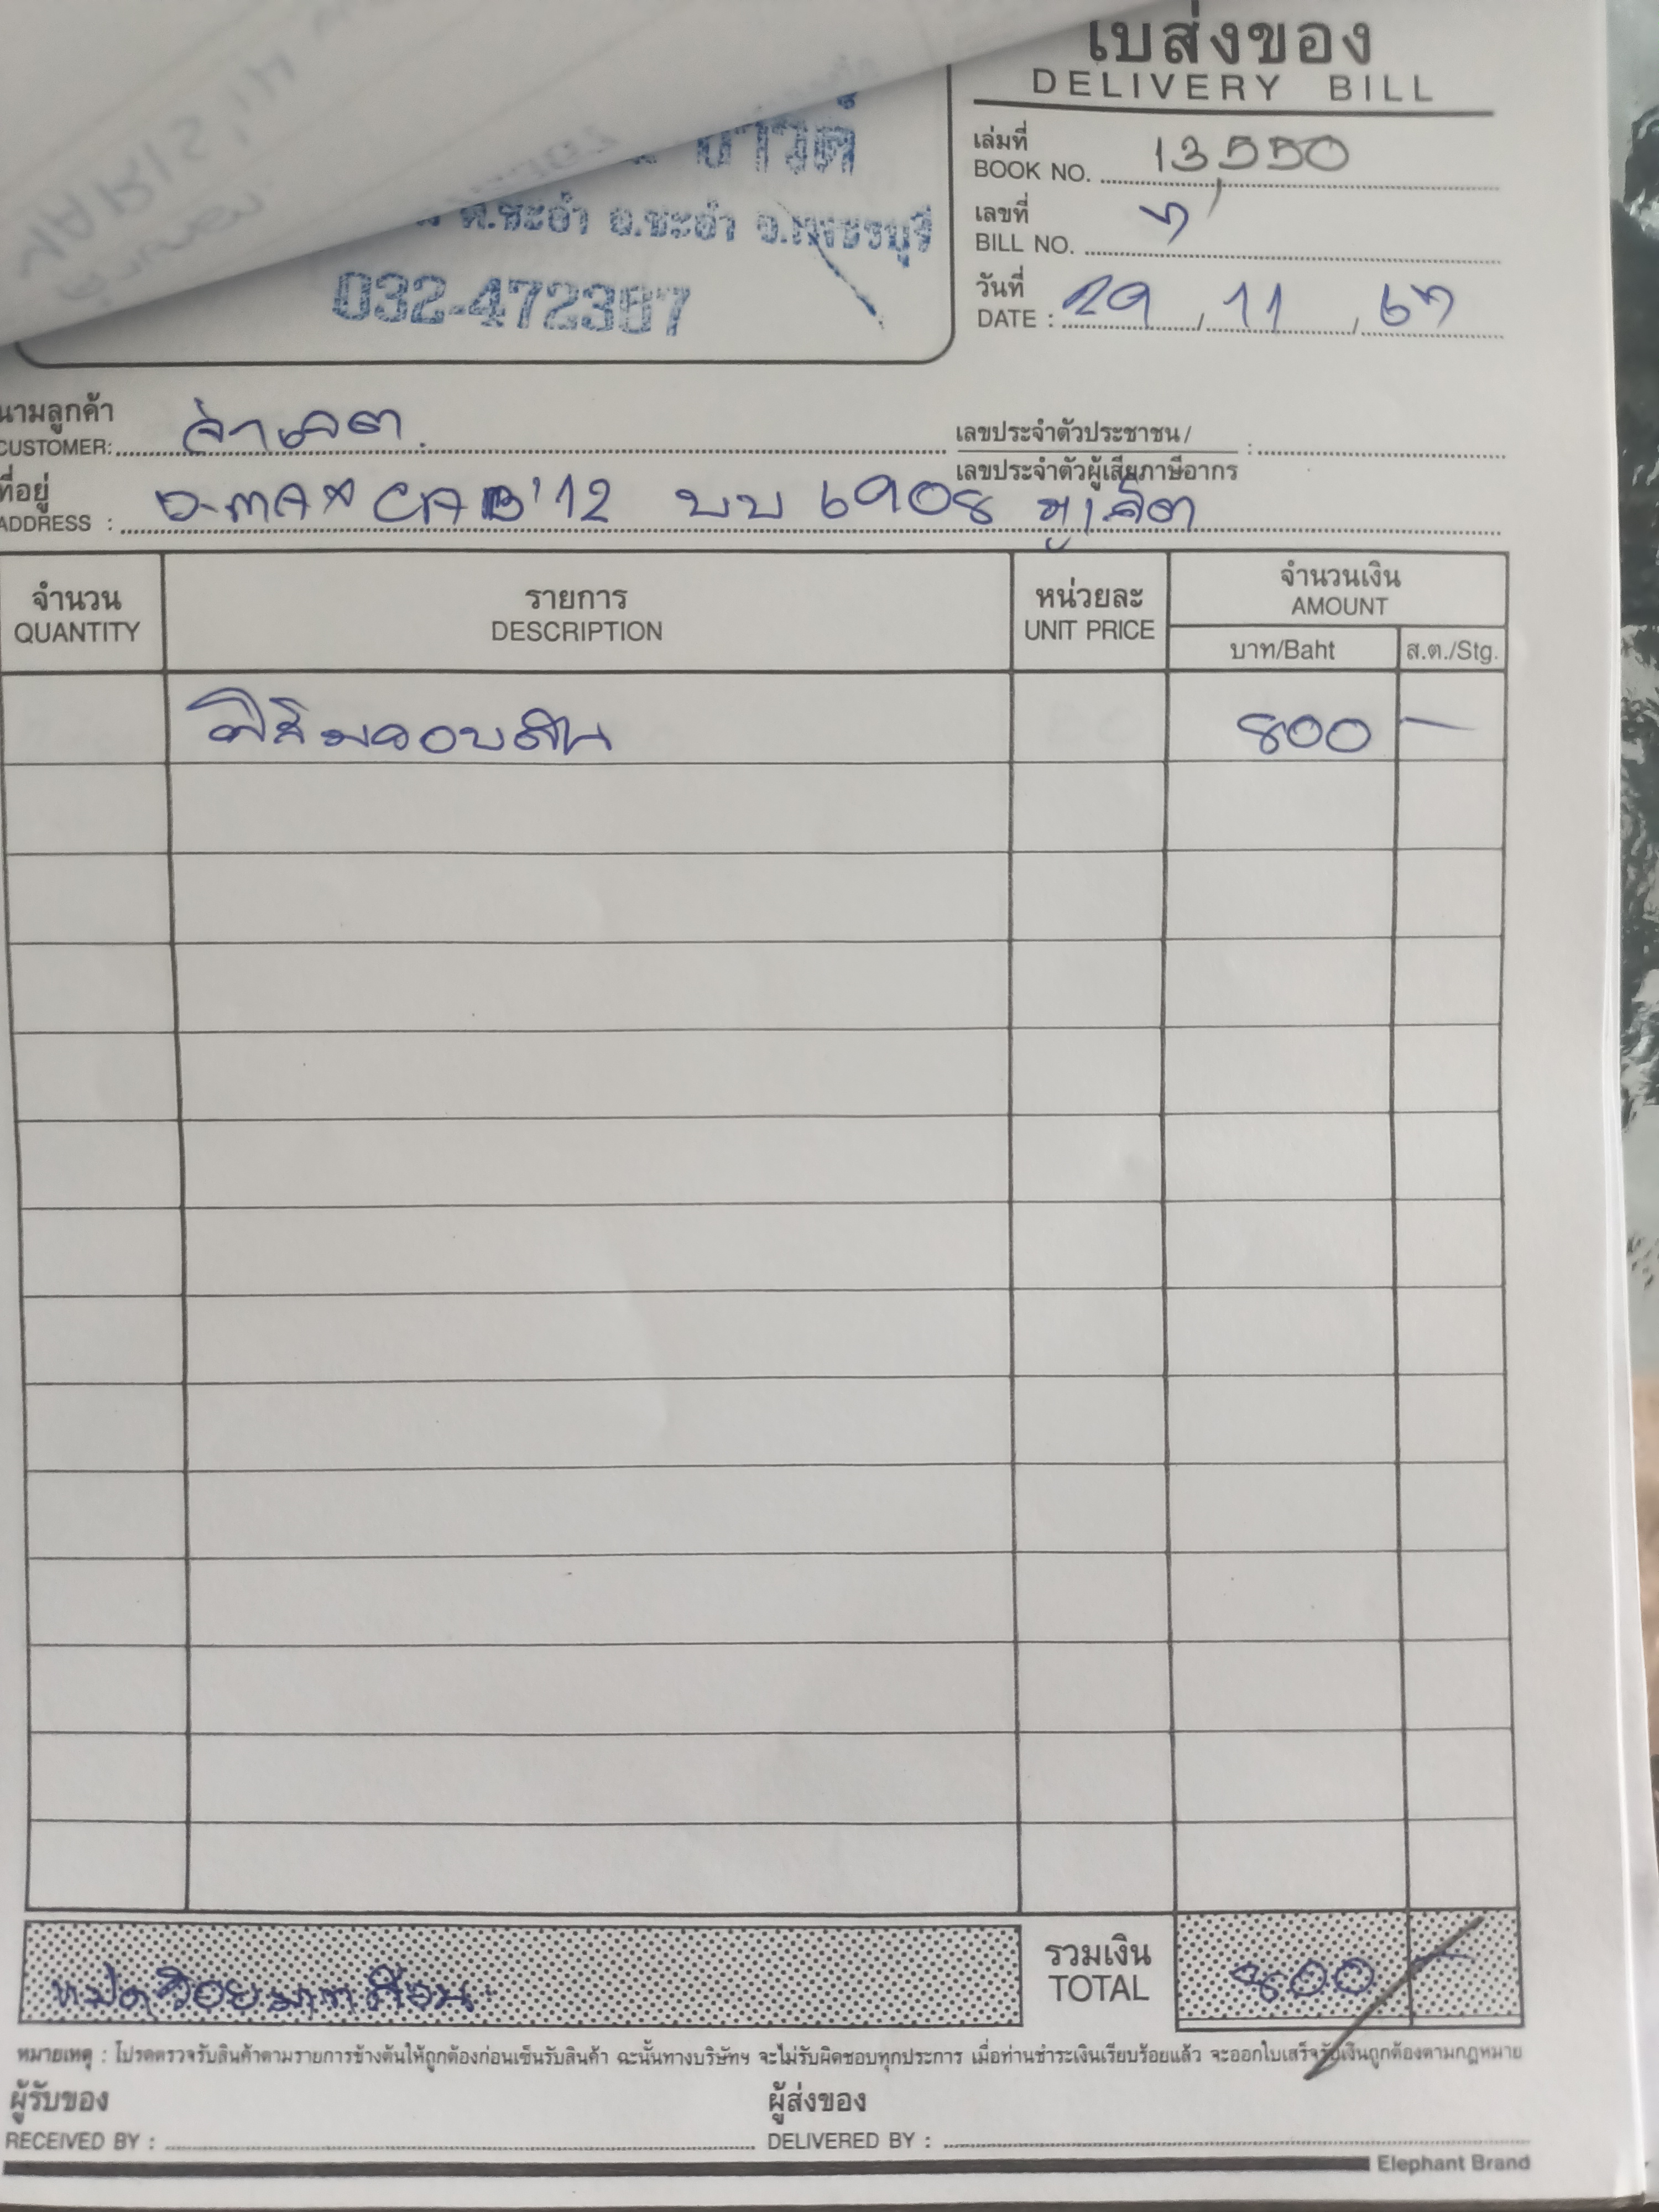 ใบส่งของ
DELIVERY BILL
ต.ชะอำ อ.ชะอำ จ.เพชรบุรี
032-472367
เล่มที่
BOOK NO. 13,550
เลขที่
BILL NO. 7
วันที่
DATE : 29 / 11 / 67
นามลูกค้า
CUSTOMER:
เลขประจำตัวประชาชน /
เลขประจำตัวผู้เสียภาษีอากร :
ที่อยู่
ADDRESS : D-MAX CAB'12 บบ 6908 ภูเก็ต
จำนวน
QUANTITY
รายการ
DESCRIPTION
หน่วยละ
UNIT PRICE
จำนวนเงิน
AMOUNT
บาท/Baht ส.ต./Stg.
800 –
รวมเงิน
TOTAL
800 –
หมายเหตุ : โปรดตรวจรับสินค้าตามรายการข้างต้นให้ถูกต้องก่อนเซ็นรับสินค้า ฉะนั้นทางบริษัทฯ จะไม่รับผิดชอบทุกประการ เมื่อท่านชำระเงินเรียบร้อยแล้ว จะออกใบเสร็จรับเงินถูกต้องตามกฎหมาย
ผู้รับของ
RECEIVED BY :
ผู้ส่งของ
DELIVERED BY :
Elephant Brand